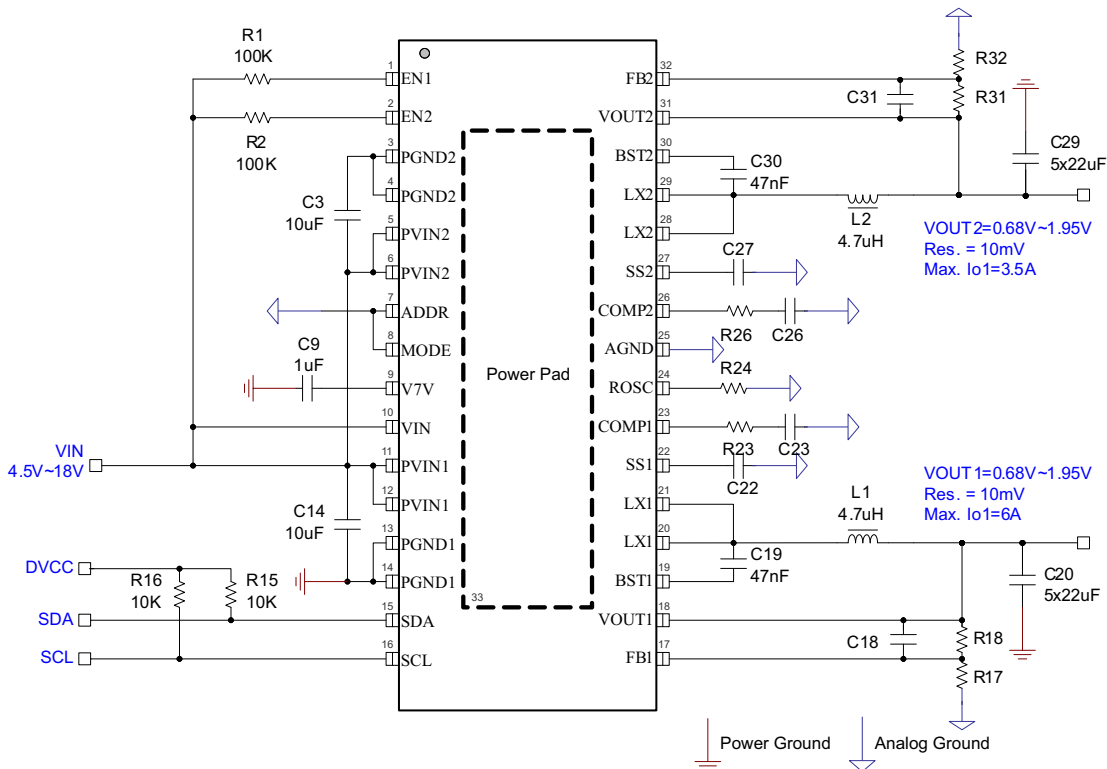 R1
100K
R2
100K
C3
10uF
C9
1uF
VIN
4.5V~18V
C14
10uF
DVCC
R16
10K
R15
10K
SDA
SCL
1
EN1
2
EN2
3
PGND2
4
PGND2
5
PVIN2
6
PVIN2
7
ADDR
8
MODE
9
V7V
10
VIN
11
PVIN1
12
PVIN1
13
PGND1
14
PGND1
15
SDA
16
SCL
Power Pad
33
32
FB2
31
VOUT2
30
BST2
29
LX2
28
LX2
27
SS2
26
COMP2
25
AGND
24
ROSC
23
COMP1
22
SS1
21
LX1
20
LX1
19
BST1
18
VOUT1
17
FB1
R32
R31
C31
C29
5x22uF
C30
47nF
L2
4.7uH
VOUT2=0.68V~1.95V
Res. = 10mV
Max. Io1=3.5A
C27
R26
C26
R24
R23
C23
C22
VOUT1=0.68V~1.95V
Res. = 10mV
Max. Io1=6A
L1
4.7uH
C19
47nF
C20
5x22uF
C18
R18
R17
Power Ground
Analog Ground